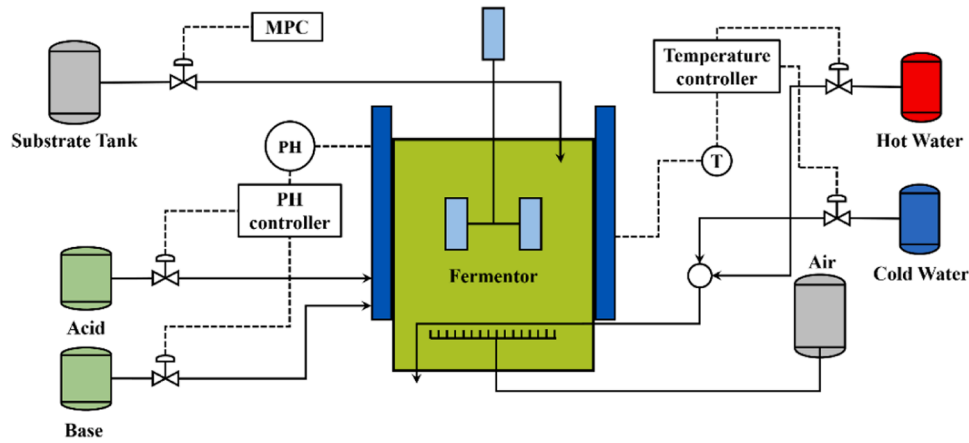 MPC
Temperature
controller
Substrate Tank
Hot Water
PH
T
PH
controller
Fermentor
Air
Cold Water
Acid
Base